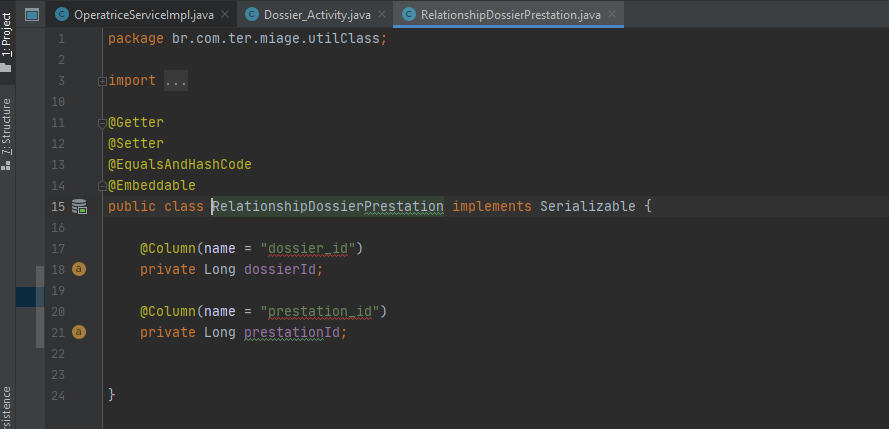 OperatriceServiceImpl.java
Dossier_Activity.java
RelationshipDossierPrestation.java
1: Project
7: Structure
1 package br.com.ter.miage.utilClass;
2
3 import ...
10
11 @Getter
12 @Setter
13 @EqualsAndHashCode
14 @Embeddable
15 public class RelationshipDossierPrestation implements Serializable {
16
17 @Column(name = "dossier_id")
18 a private Long dossierId;
19
20 @Column(name = "prestation_id")
21 a private Long prestationId;
22
23
24 }
sistence